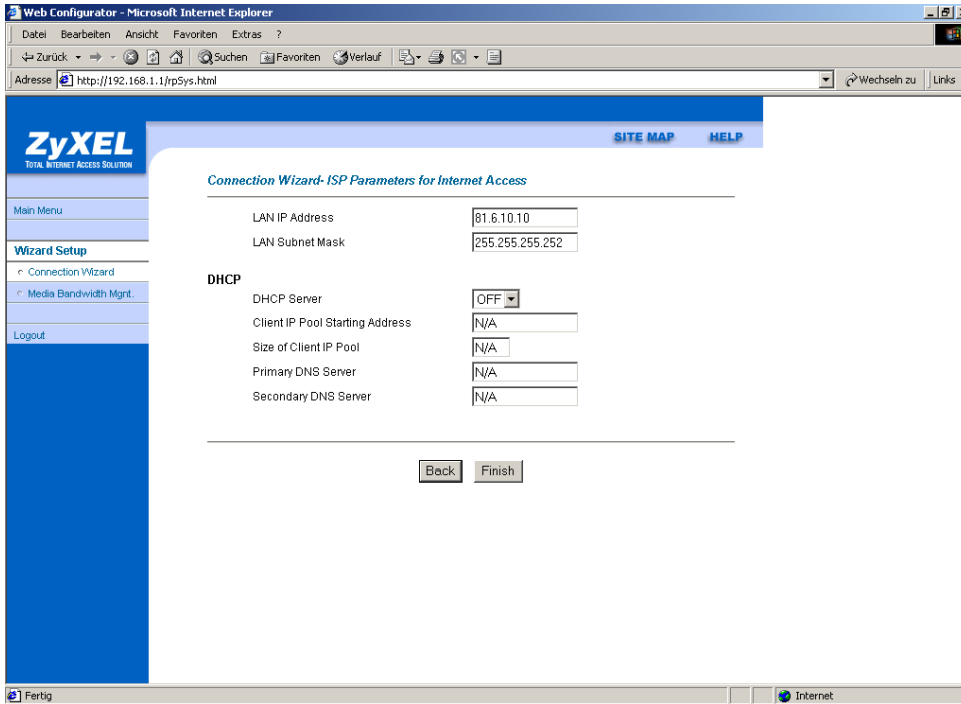 Web Configurator - Microsoft Internet Explorer
Datei Bearbeiten Ansicht Favoriten Extras ?
Zurück Suchen Favoriten Verlauf
Adresse http://192.168.1.1/rpSys.html Wechseln zu Links
ZyXEL
TOTAL INTERNET ACCESS SOLUTION
SITE MAP HELP
Main Menu
Wizard Setup
Connection Wizard
Media Bandwidth Mgnt.
Logout
Connection Wizard- ISP Parameters for Internet Access
LAN IP Address 81.6.10.10
LAN Subnet Mask 255.255.255.252
DHCP
DHCP Server OFF
Client IP Pool Starting Address N/A
Size of Client IP Pool N/A
Primary DNS Server N/A
Secondary DNS Server N/A
Back Finish
Fertig Internet